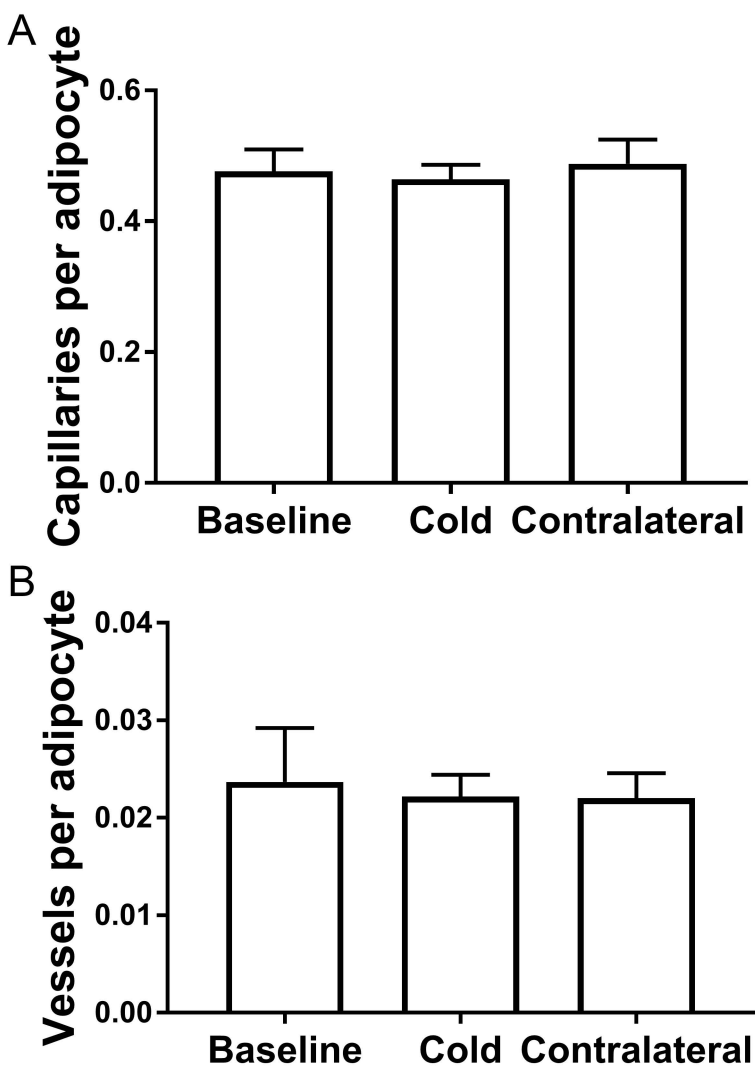 A
Capillaries per adipocyte
0.6
0.4
0.2
0.0
Baseline Cold Contralateral
B
Vessels per adipocyte
0.04
0.03
0.02
0.01
0.00
Baseline Cold Contralateral